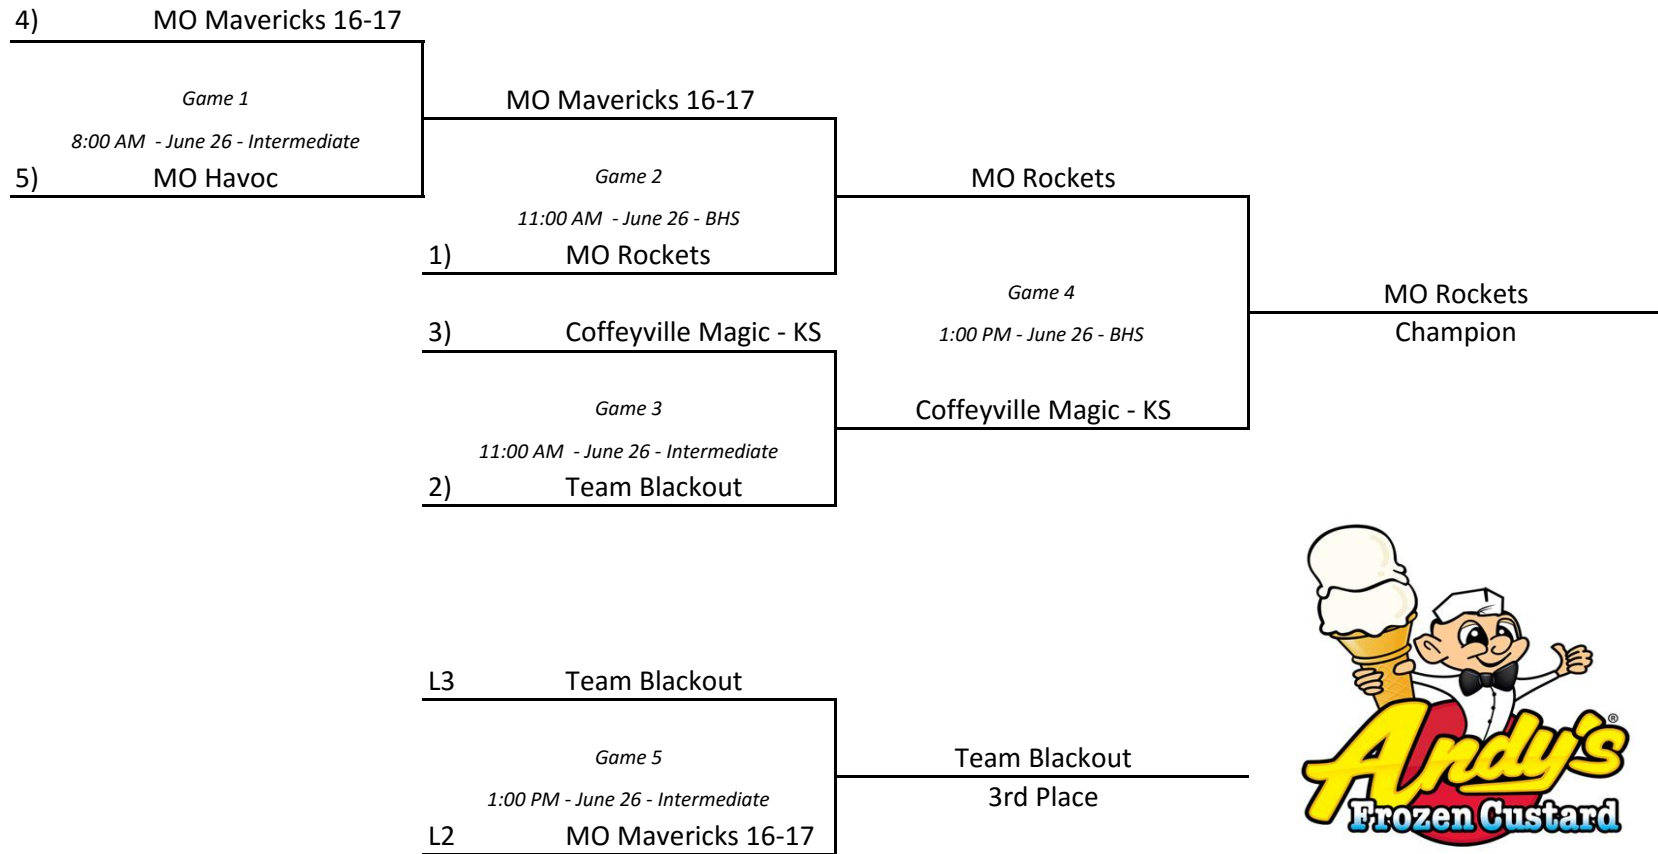 4) MO Mavericks 16-17
Game 1
8:00 AM - June 26 - Intermediate
5) MO Havoc
MO Mavericks 16-17
Game 2
11:00 AM - June 26 - BHS
1) MO Rockets
3) Coffeyville Magic - KS
Game 3
11:00 AM - June 26 - Intermediate
2) Team Blackout
MO Rockets
Game 4
1:00 PM - June 26 - BHS
Coffeyville Magic - KS
MO Rockets
Champion
L3 Team Blackout
Game 5
1:00 PM - June 26 - Intermediate
L2 MO Mavericks 16-17
Team Blackout
3rd Place
Andy's®
Frozen Custard